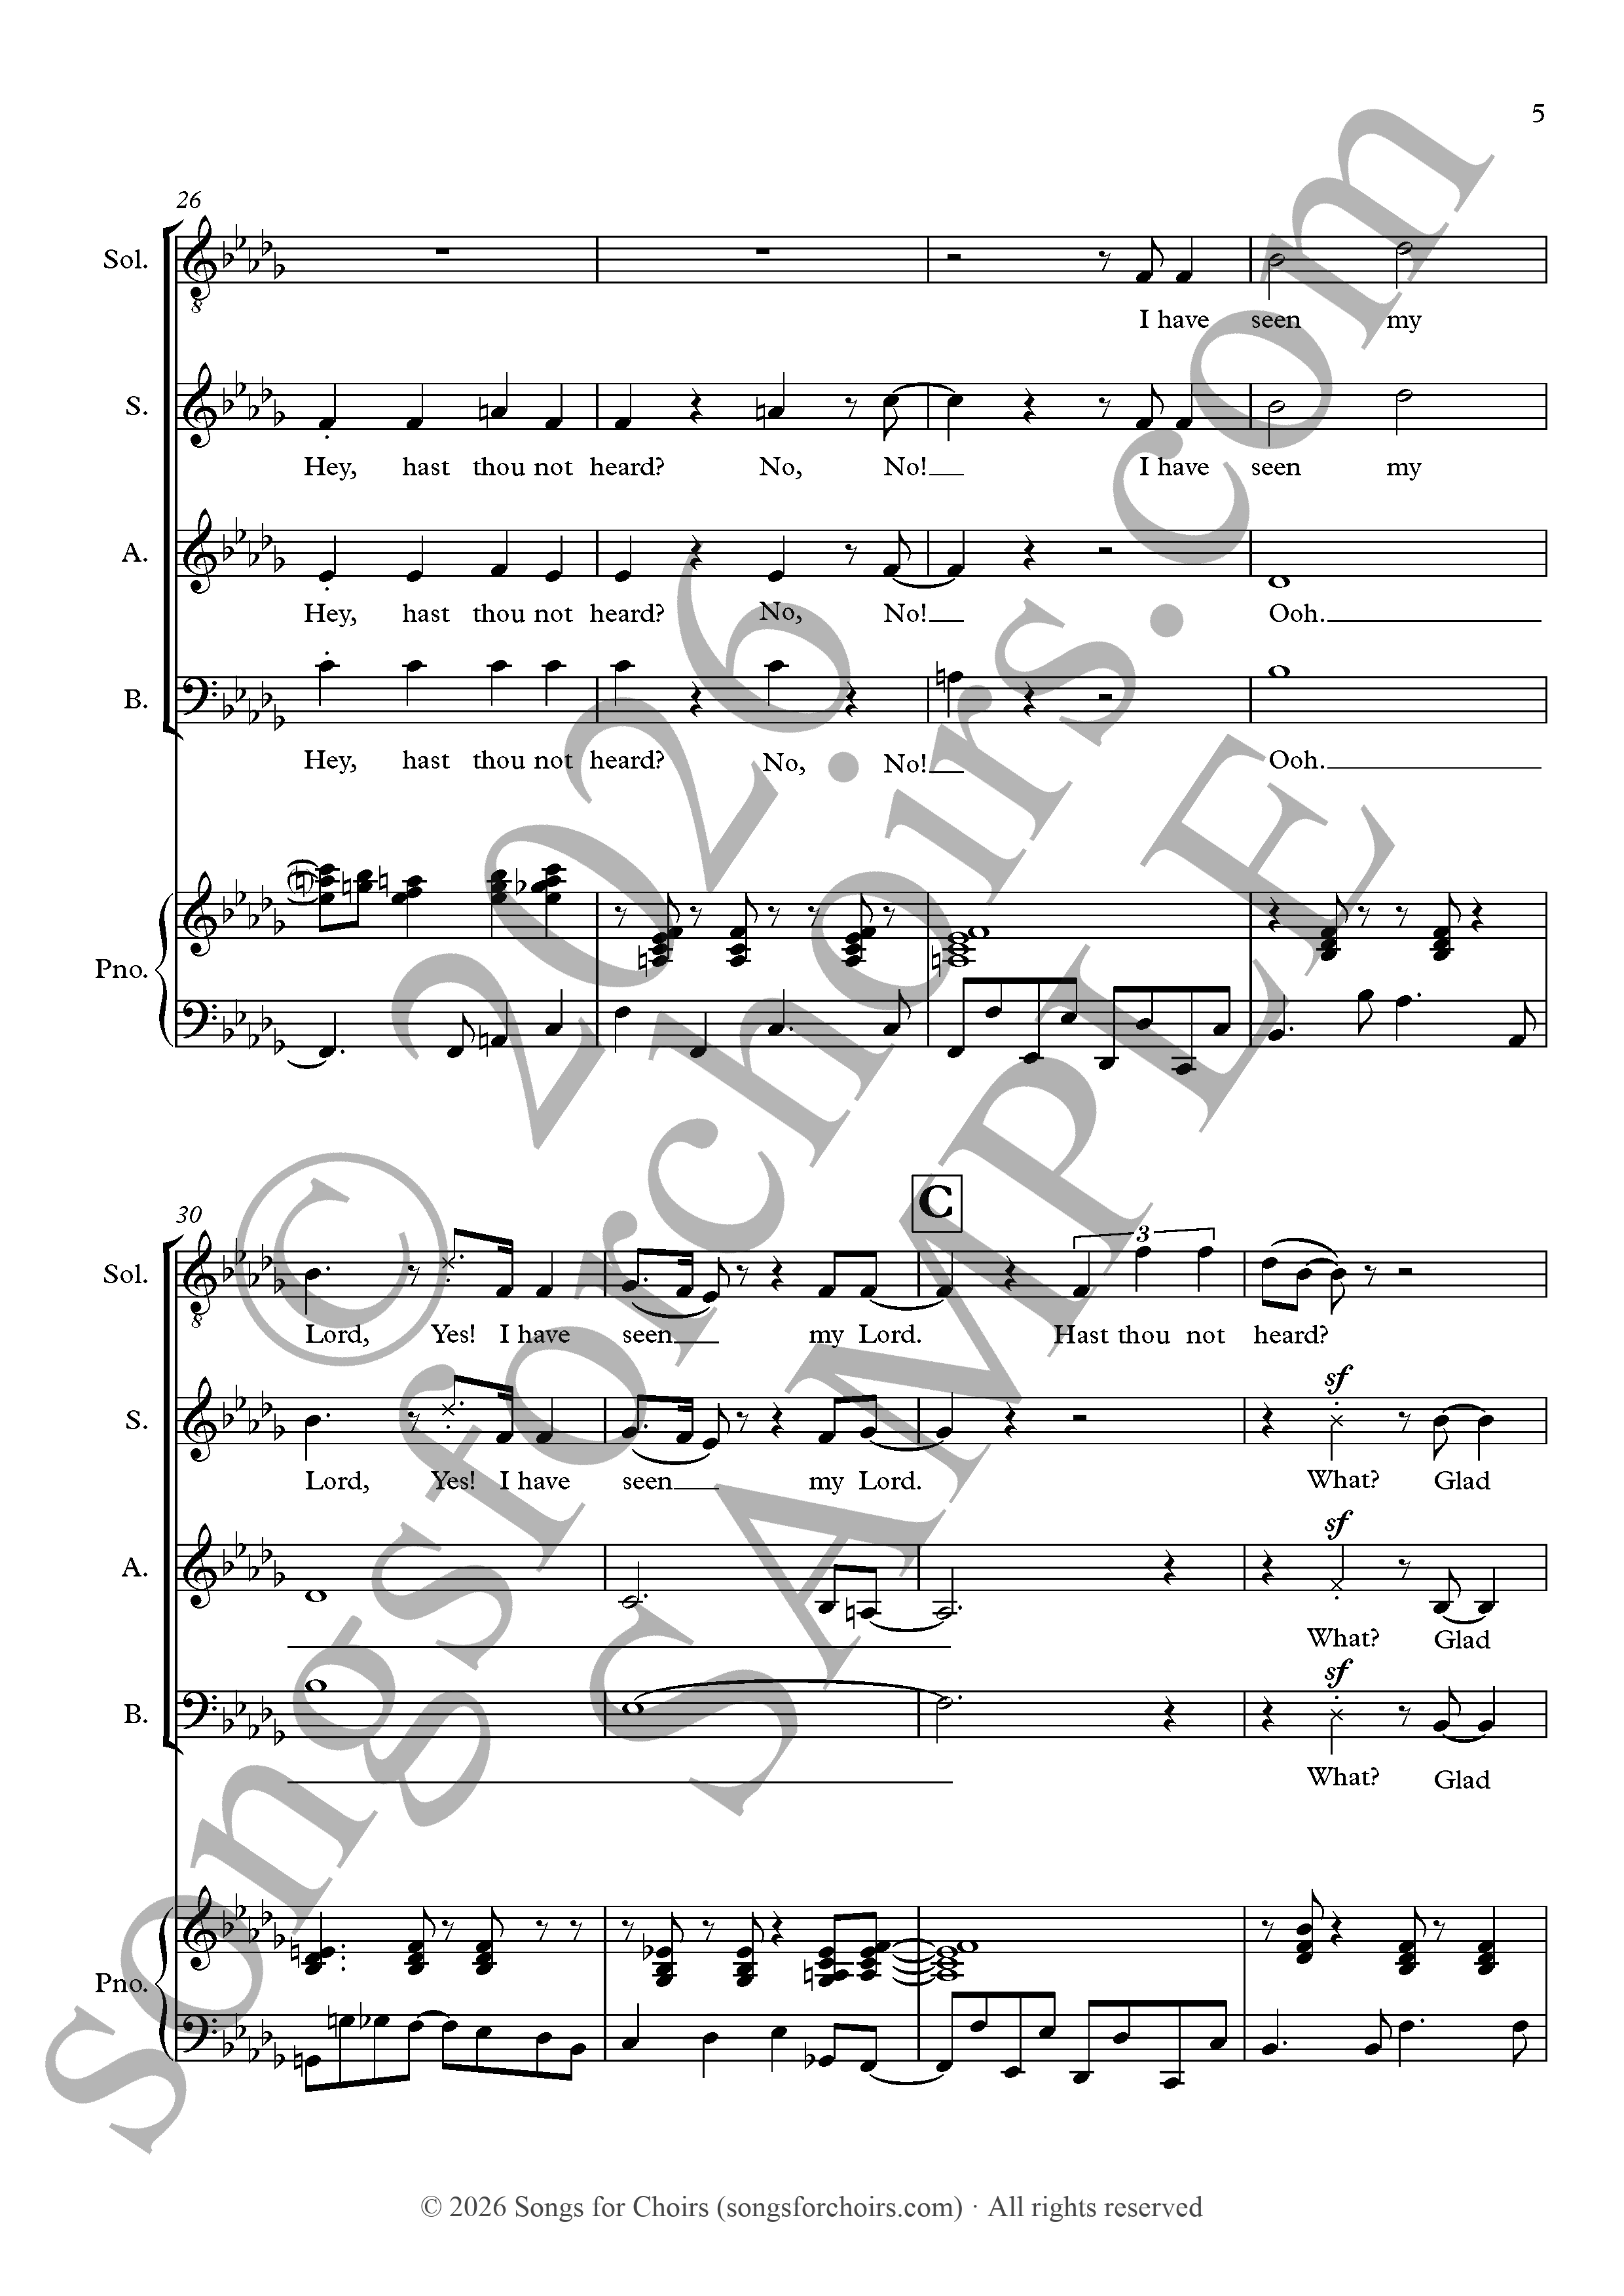 5
26
Sol.
I have seen my
S.
Hey, hast thou not heard? No, No! I have seen my
A.
Hey, hast thou not heard? No, No! Ooh.
B.
Hey, hast thou not heard? No, No! Ooh.
Pno.
C
30
3
Sol.
Lord, Yes! I have seen my Lord. Hast thou not heard?
sf
S.
Lord, Yes! I have seen my Lord. What? Glad
sf
A.
What? Glad
sf
B.
What? Glad
Pno.
© 2026
songsforchoirs.com
SAMPLE
© 2026 Songs for Choirs (songsforchoirs.com) · All rights reserved